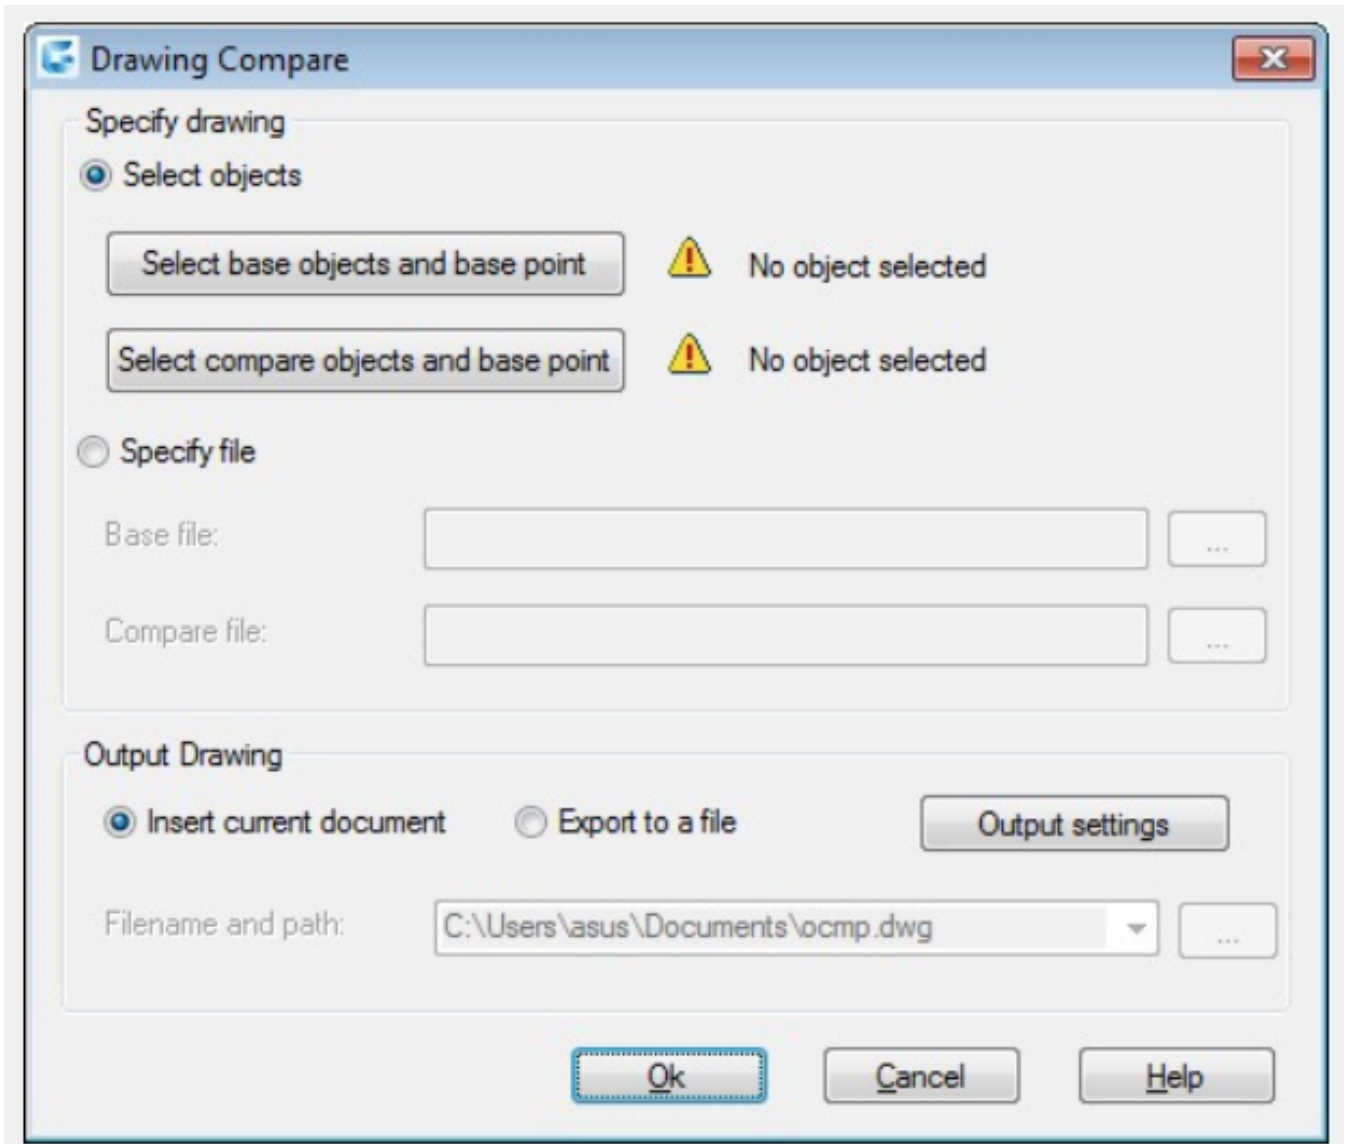 Drawing Compare
Specify drawing
Select objects
Select base objects and base point
No object selected
Select compare objects and base point
No object selected
Specify file
Base file:
...
Compare file:
...
Output Drawing
Insert current document
Export to a file
Output settings
Filename and path:
C:\Users\asus\Documents\ocmp.dwg
...
Ok
Cancel
Help